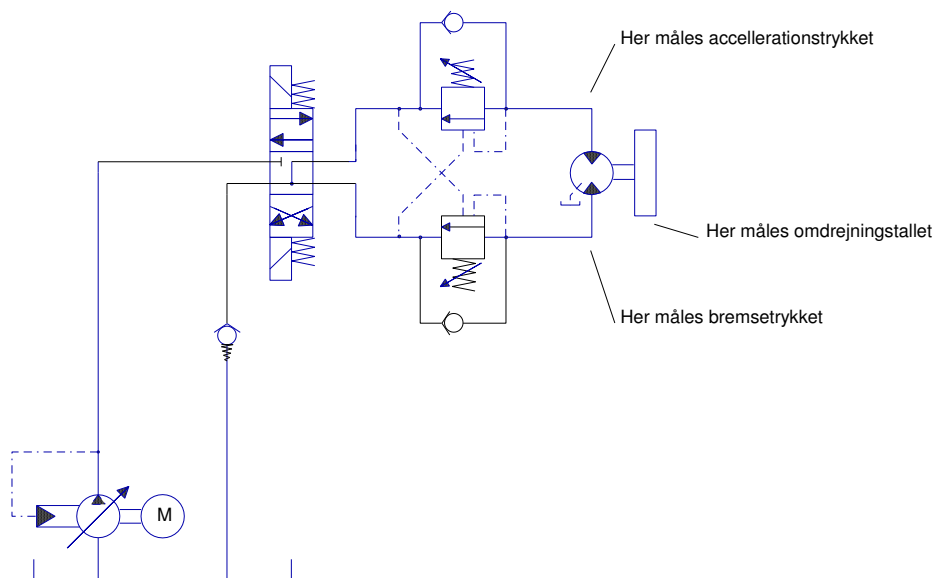 Her måles accellerationstrykket
Her måles omdrejningstallet
Her måles bremsetrykket
M